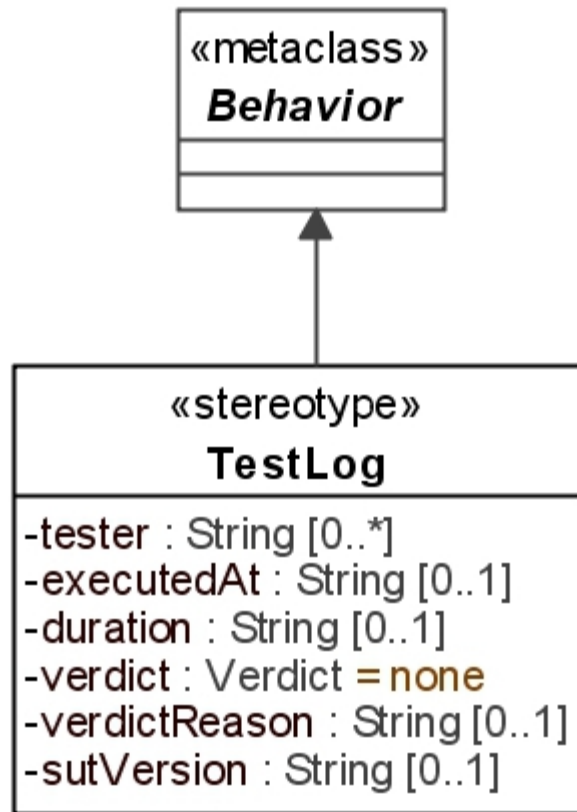 «metaclass»
Behavior
«stereotype»
TestLog
-tester : String [0..*]
-executedAt : String [0..1]
-duration : String [0..1]
-verdict : Verdict = none
-verdictReason : String [0..1]
-sutVersion : String [0..1]